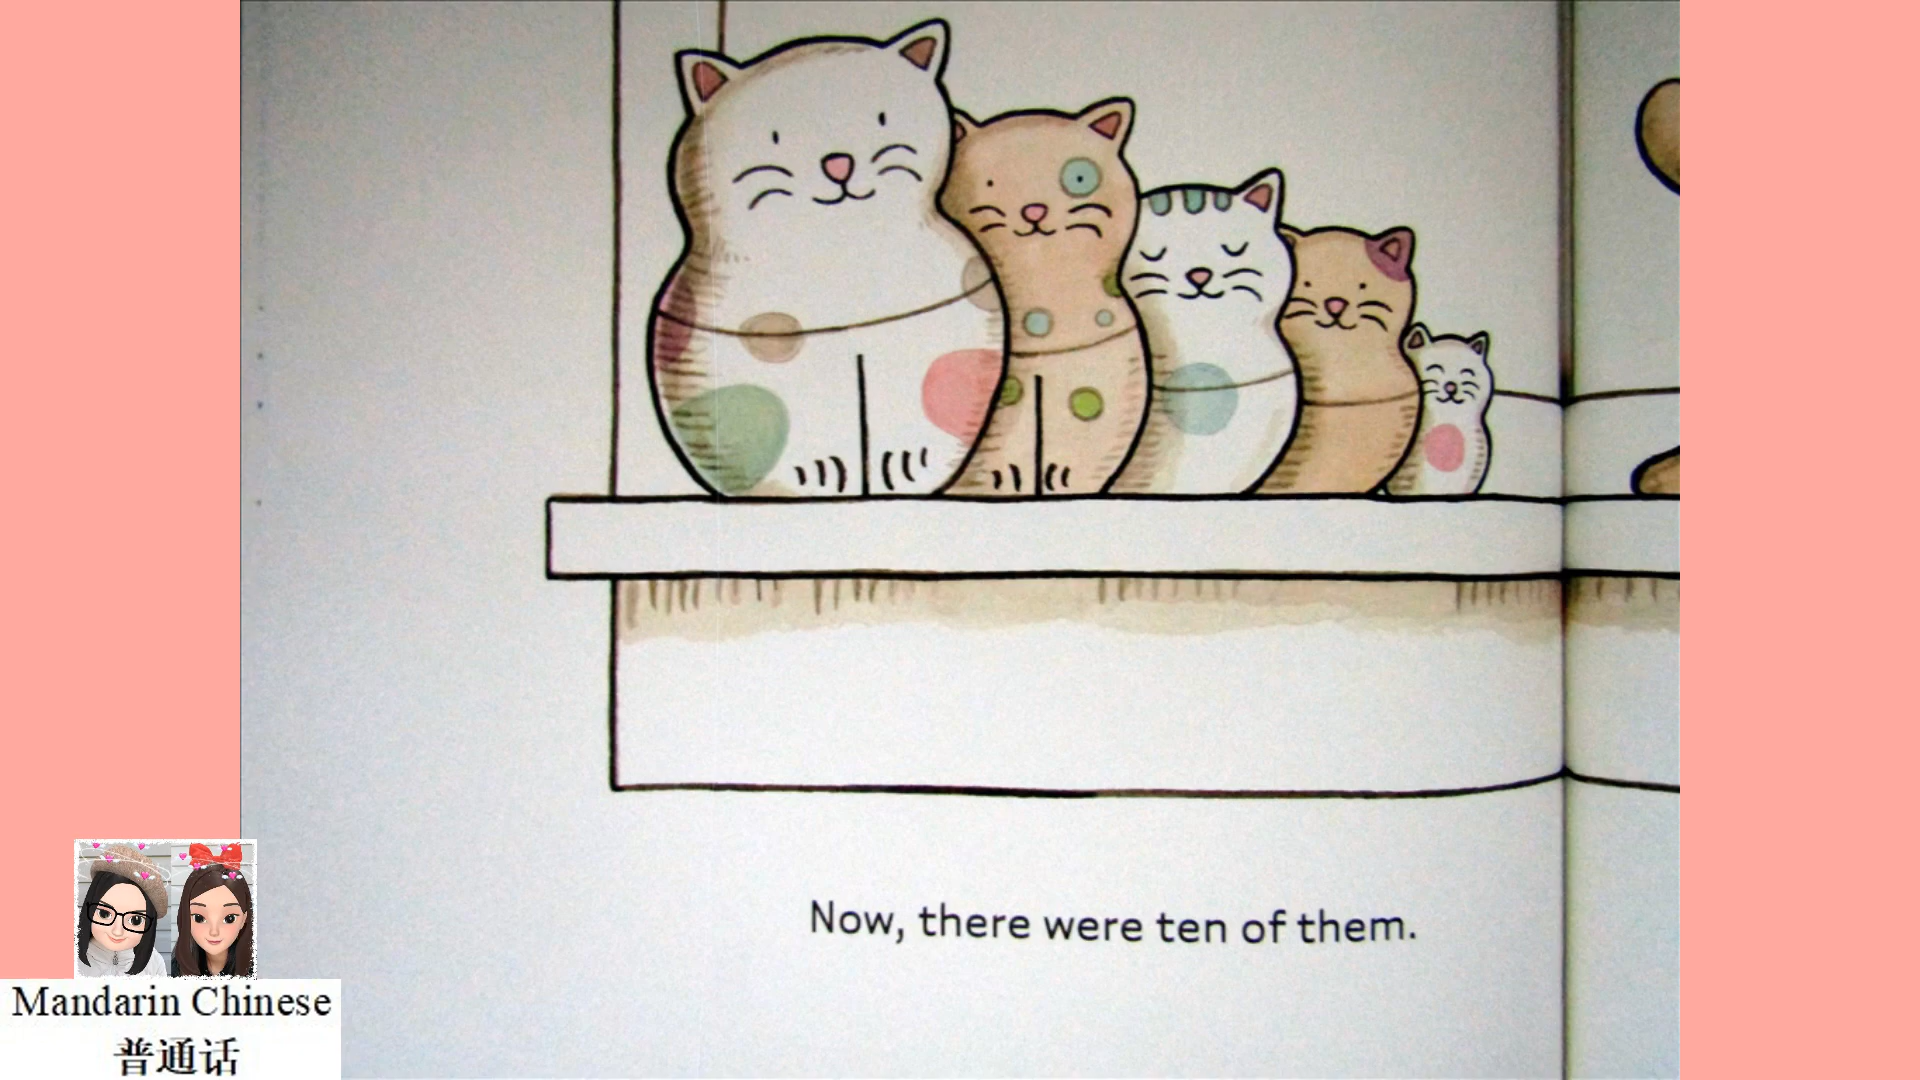 Now, there were ten of them.
Mandarin Chinese
普通话